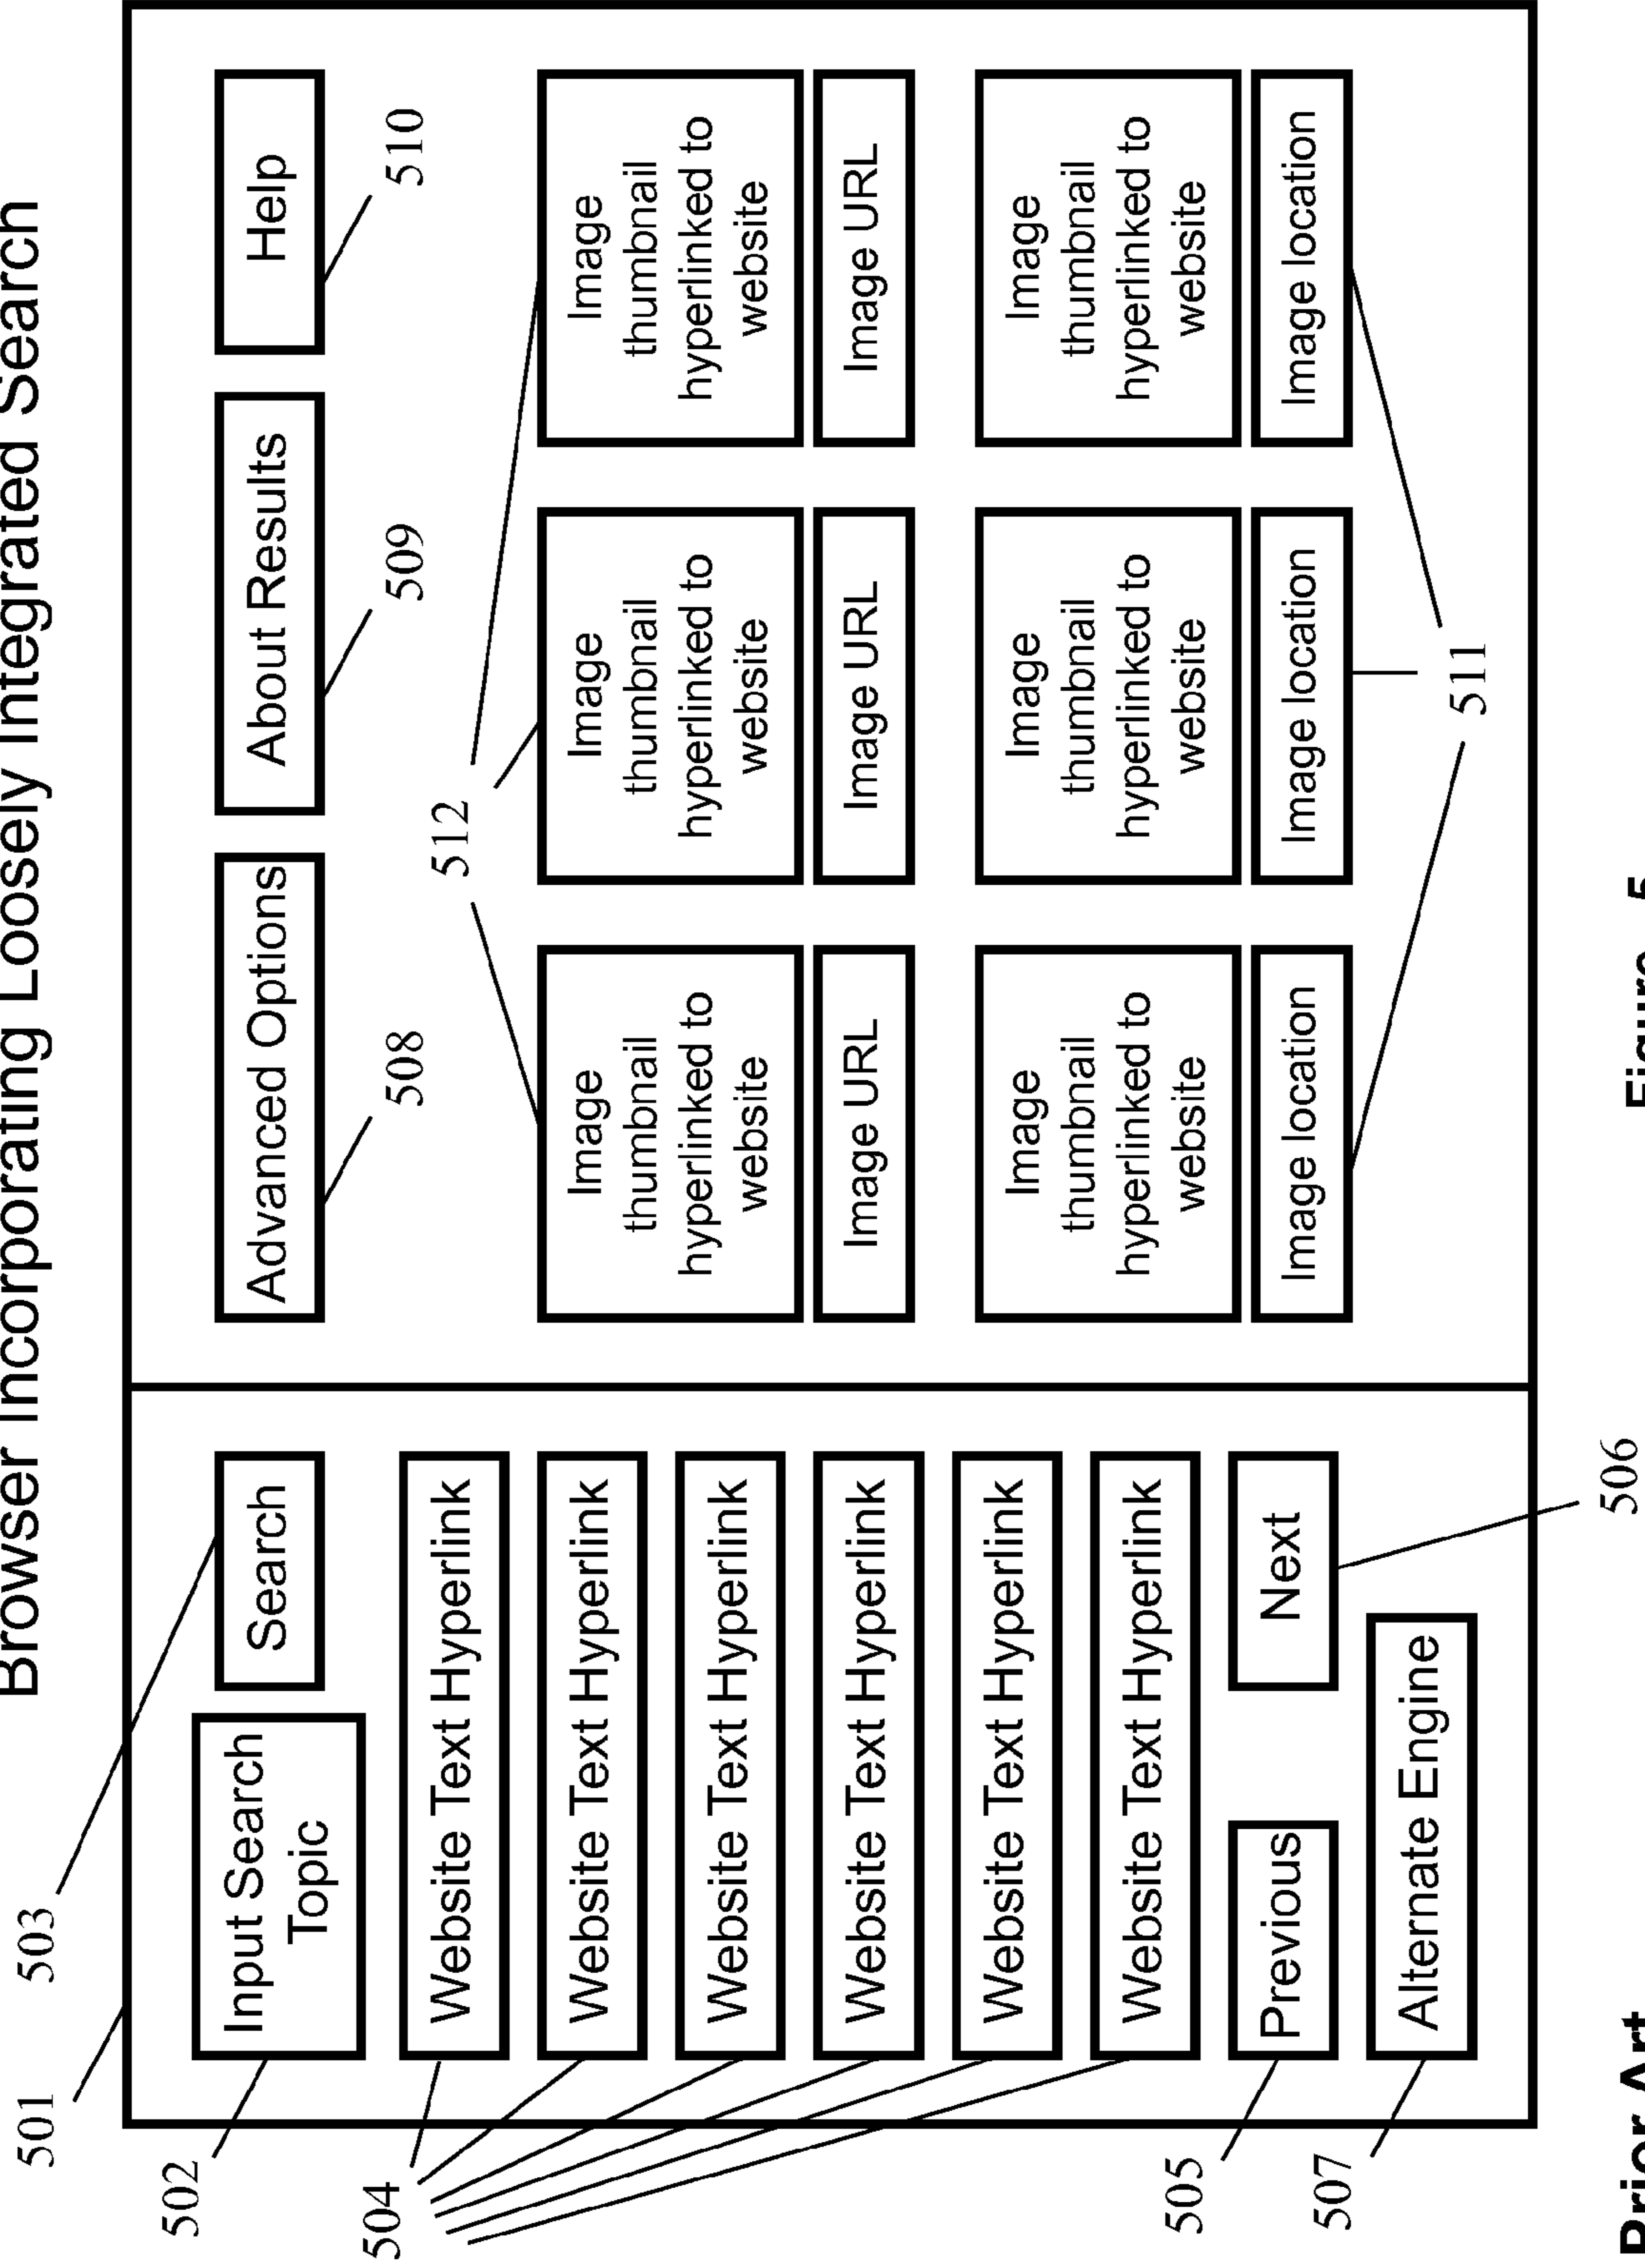 Browser Incorporating Loosely Integrated Search
501
503
502
Input Search
Topic
Search
Advanced Options
About Results
Help
508
509
510
504
Website Text Hyperlink
Website Text Hyperlink
Website Text Hyperlink
Website Text Hyperlink
Website Text Hyperlink
Website Text Hyperlink
512
Image
thumbnail
hyperlinked to
website
Image
thumbnail
hyperlinked to
website
Image
thumbnail
hyperlinked to
website
Image URL
Image URL
Image URL
Image
thumbnail
hyperlinked to
website
Image
thumbnail
hyperlinked to
website
Image
thumbnail
hyperlinked to
website
Image location
Image location
Image location
511
505
Previous
Next
507
Alternate Engine
506
Prior Art
Figure 5